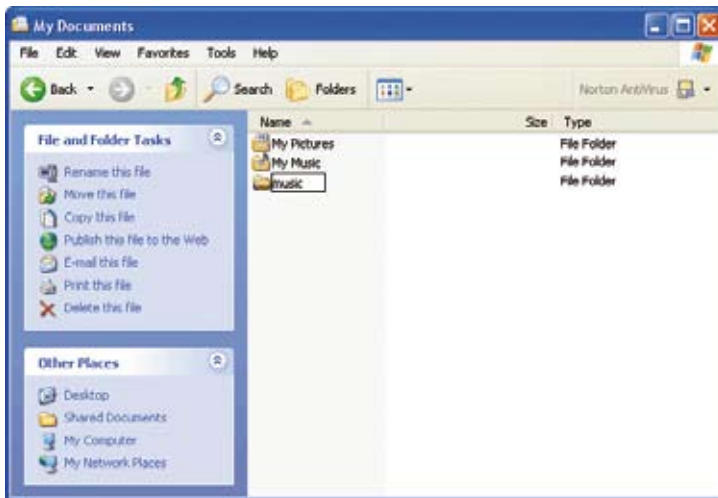 My Documents
File Edit View Favorites Tools Help
Back Search Folders Norton AntiVirus
File and Folder Tasks
Rename this file
Move this file
Copy this file
Publish this file to the Web
E-mail this file
Print this file
Delete this file
Other Places
Desktop
Shared Documents
My Computer
My Network Places
Name Size Type
My Pictures File Folder
My Music File Folder
music File Folder